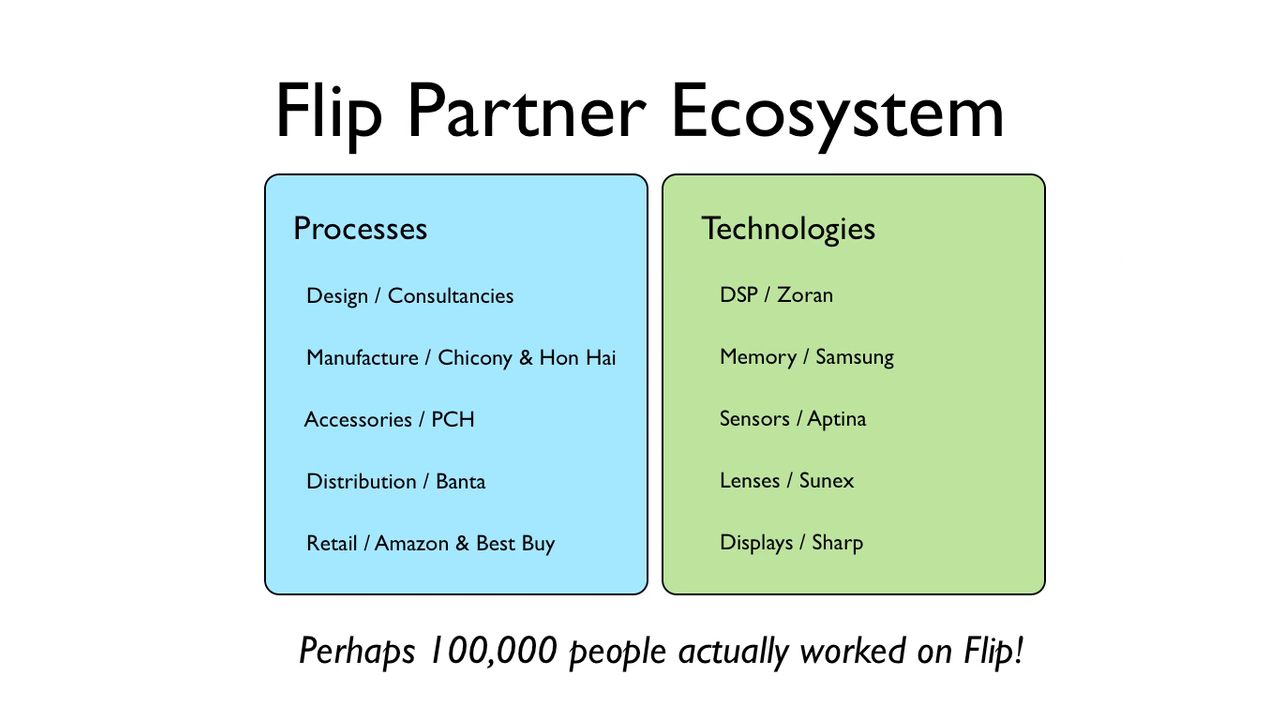 Flip Partner Ecosystem
Processes
Design / Consultancies
Manufacture / Chicony & Hon Hai
Accessories / PCH
Distribution / Banta
Retail / Amazon & Best Buy
Technologies
DSP / Zoran
Memory / Samsung
Sensors / Aptina
Lenses / Sunex
Displays / Sharp
Perhaps 100,000 people actually worked on Flip!